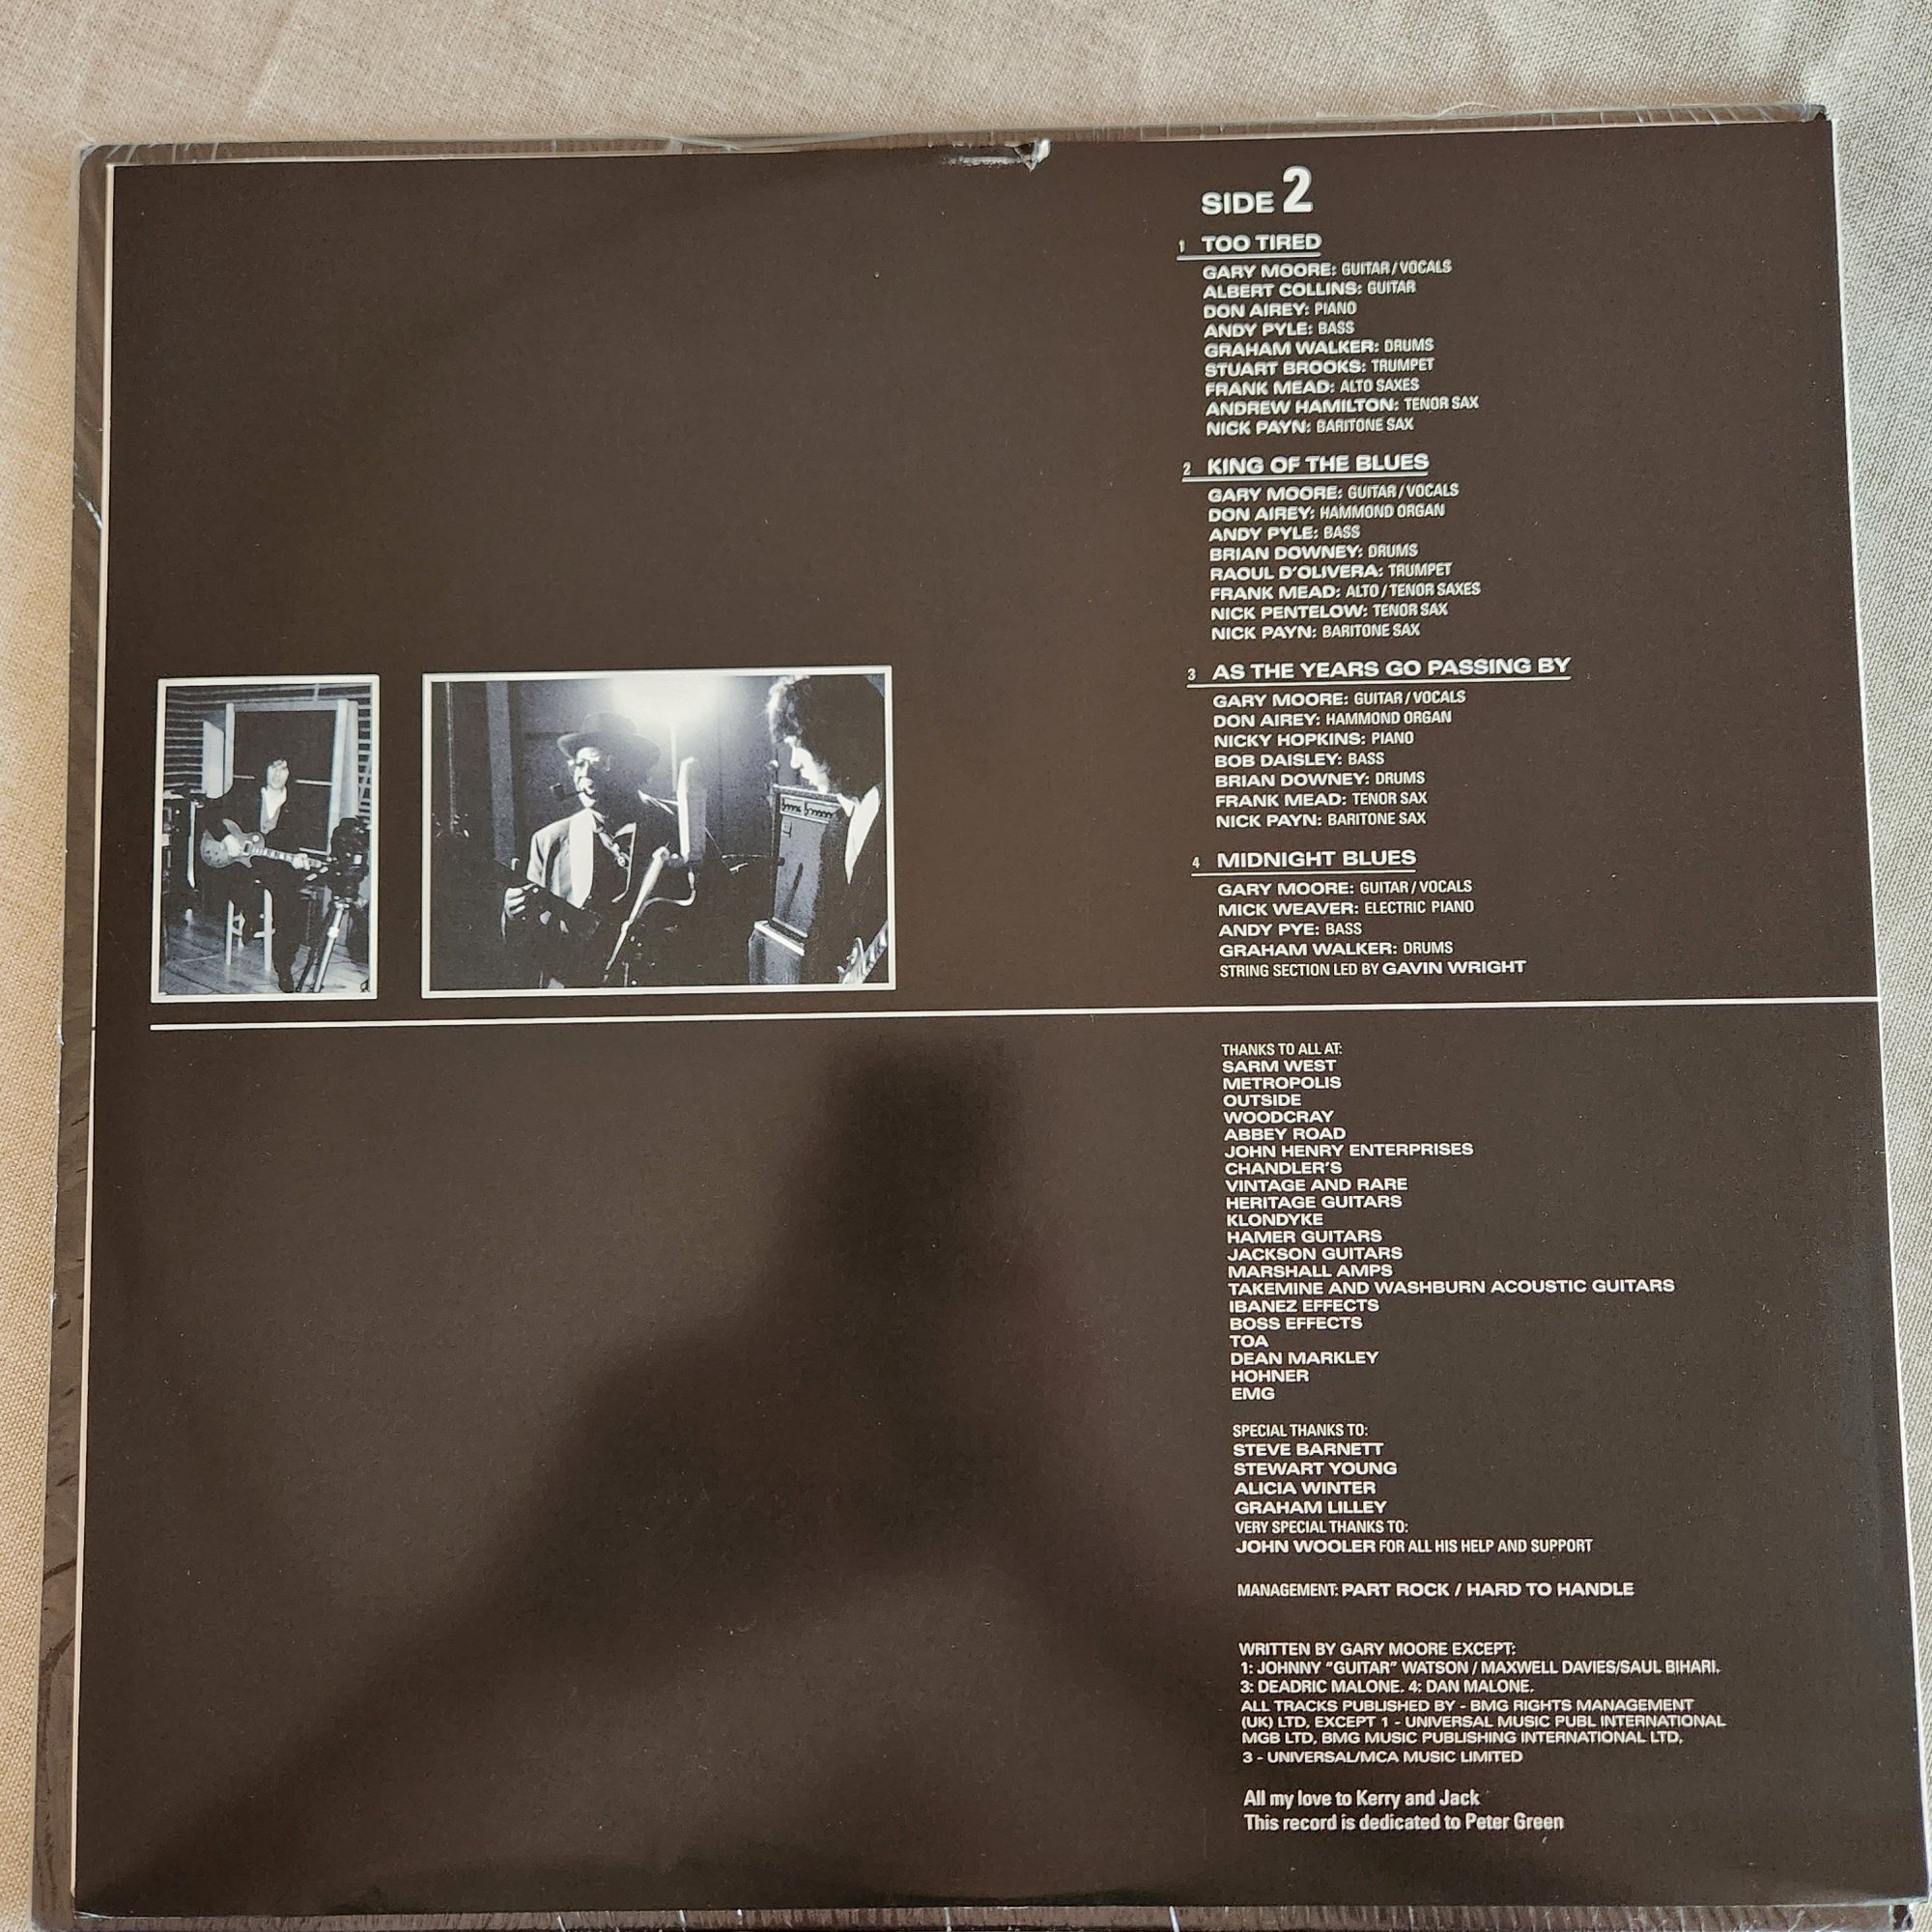 SIDE 2
1 TOO TIRED
GARY MOORE: GUITAR / VOCALS
ALBERT COLLINS: GUITAR
DON AIREY: PIANO
ANDY PYLE: BASS
GRAHAM WALKER: DRUMS
STUART BROOKS: TRUMPET
FRANK MEAD: ALTO SAXES
ANDREW HAMILTON: TENOR SAX
NICK PAYN: BARITONE SAX
2 KING OF THE BLUES
GARY MOORE: GUITAR / VOCALS
DON AIREY: HAMMOND ORGAN
ANDY PYLE: BASS
BRIAN DOWNEY: DRUMS
RAOUL D'OLIVERA: TRUMPET
FRANK MEAD: ALTO / TENOR SAXES
NICK PENTELOW: TENOR SAX
NICK PAYN: BARITONE SAX
3 AS THE YEARS GO PASSING BY
GARY MOORE: GUITAR / VOCALS
DON AIREY: HAMMOND ORGAN
NICKY HOPKINS: PIANO
BOB DAISLEY: BASS
BRIAN DOWNEY: DRUMS
FRANK MEAD: TENOR SAX
NICK PAYN: BARITONE SAX
4 MIDNIGHT BLUES
GARY MOORE: GUITAR / VOCALS
MICK WEAVER: ELECTRIC PIANO
ANDY PYE: BASS
GRAHAM WALKER: DRUMS
STRING SECTION LED BY GAVIN WRIGHT
THANKS TO ALL AT:
SARM WEST
METROPOLIS
OUTSIDE
WOODCRAY
ABBEY ROAD
JOHN HENRY ENTERPRISES
CHANDLER'S
VINTAGE AND RARE
HERITAGE GUITARS
KLONDYKE
HAMER GUITARS
JACKSON GUITARS
MARSHALL AMPS
TAKEMINE AND WASHBURN ACOUSTIC GUITARS
IBANEZ EFFECTS
BOSS EFFECTS
TOA
DEAN MARKLEY
HOHNER
EMG
SPECIAL THANKS TO:
STEVE BARNETT
STEWART YOUNG
ALICIA WINTER
GRAHAM LILLEY
VERY SPECIAL THANKS TO:
JOHN WOOLER FOR ALL HIS HELP AND SUPPORT
MANAGEMENT: PART ROCK / HARD TO HANDLE
WRITTEN BY GARY MOORE EXCEPT:
1: JOHNNY "GUITAR" WATSON / MAXWELL DAVIES/SAUL BIHARI.
3: DEADRIC MALONE. 4: DAN MALONE.
ALL TRACKS PUBLISHED BY - BMG RIGHTS MANAGEMENT
(UK) LTD, EXCEPT 1 - UNIVERSAL MUSIC PUBL INTERNATIONAL
MGB LTD, BMG MUSIC PUBLISHING INTERNATIONAL LTD,
3 - UNIVERSAL/MCA MUSIC LIMITED
All my love to Kerry and Jack
This record is dedicated to Peter Green